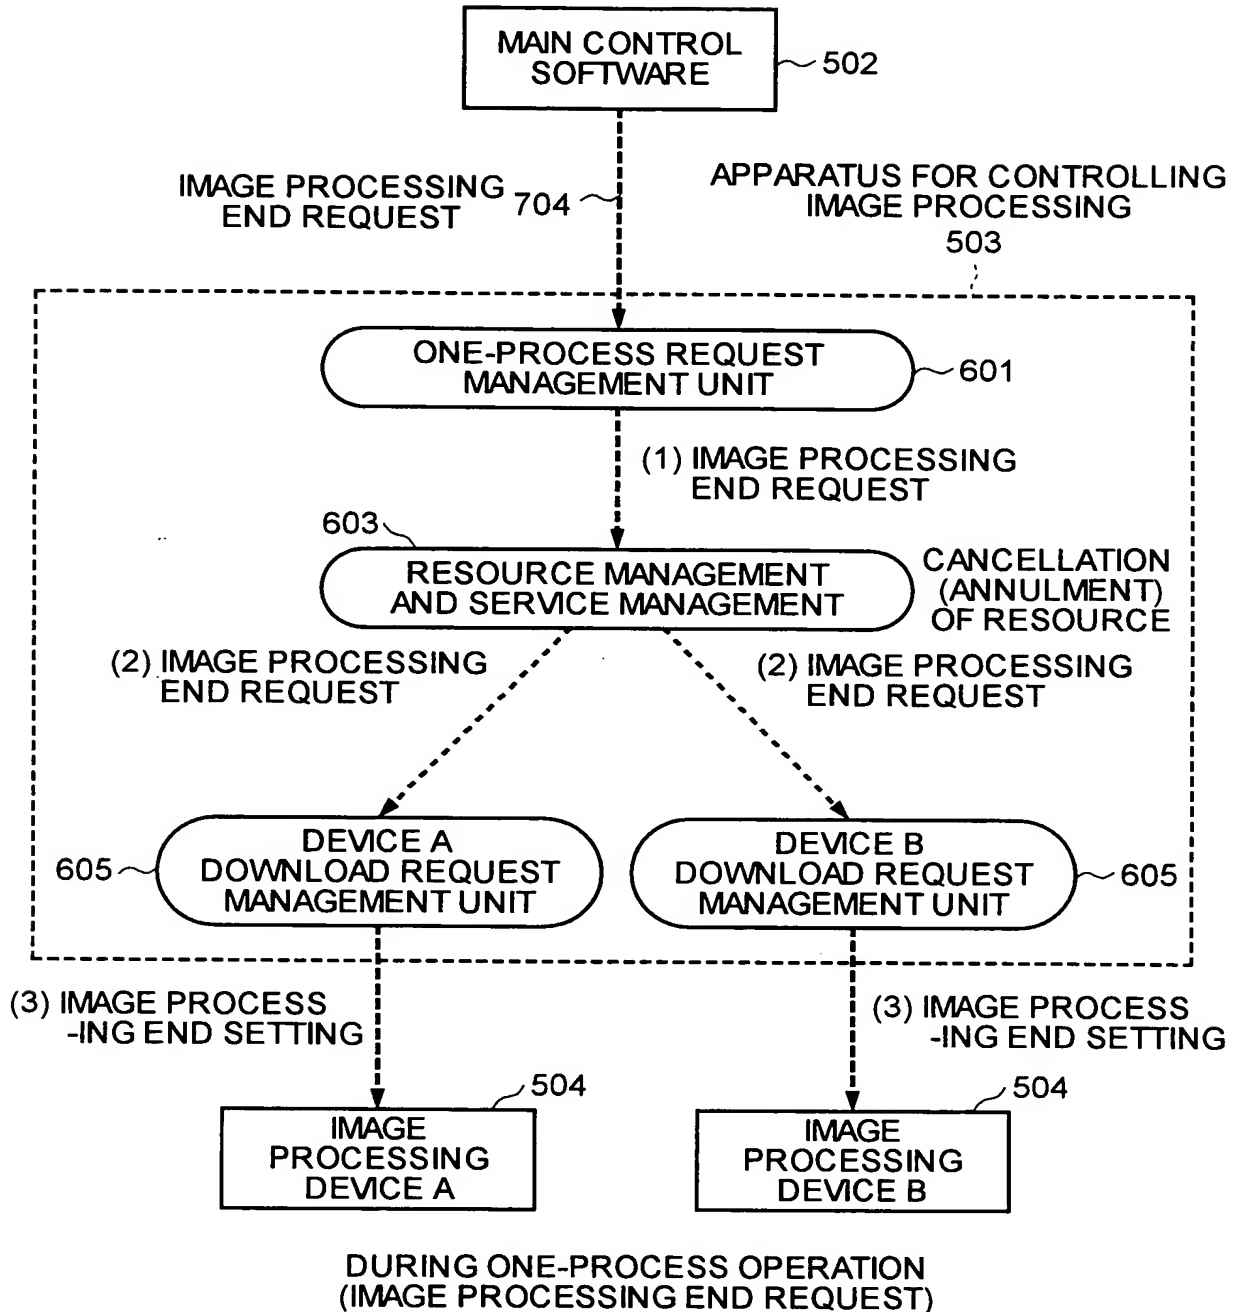 MAIN CONTROL
SOFTWARE
502
IMAGE PROCESSING
END REQUEST
704
APPARATUS FOR CONTROLLING
IMAGE PROCESSING
503
ONE-PROCESS REQUEST
MANAGEMENT UNIT
601
(1) IMAGE PROCESSING
END REQUEST
603
RESOURCE MANAGEMENT
AND SERVICE MANAGEMENT
CANCELLATION
(ANNULMENT)
OF RESOURCE
(2) IMAGE PROCESSING
END REQUEST
(2) IMAGE PROCESSING
END REQUEST
605
DEVICE A
DOWNLOAD REQUEST
MANAGEMENT UNIT
DEVICE B
DOWNLOAD REQUEST
MANAGEMENT UNIT
605
(3) IMAGE PROCESS
-ING END SETTING
(3) IMAGE PROCESS
-ING END SETTING
504
IMAGE
PROCESSING
DEVICE A
504
IMAGE
PROCESSING
DEVICE B
DURING ONE-PROCESS OPERATION
(IMAGE PROCESSING END REQUEST)